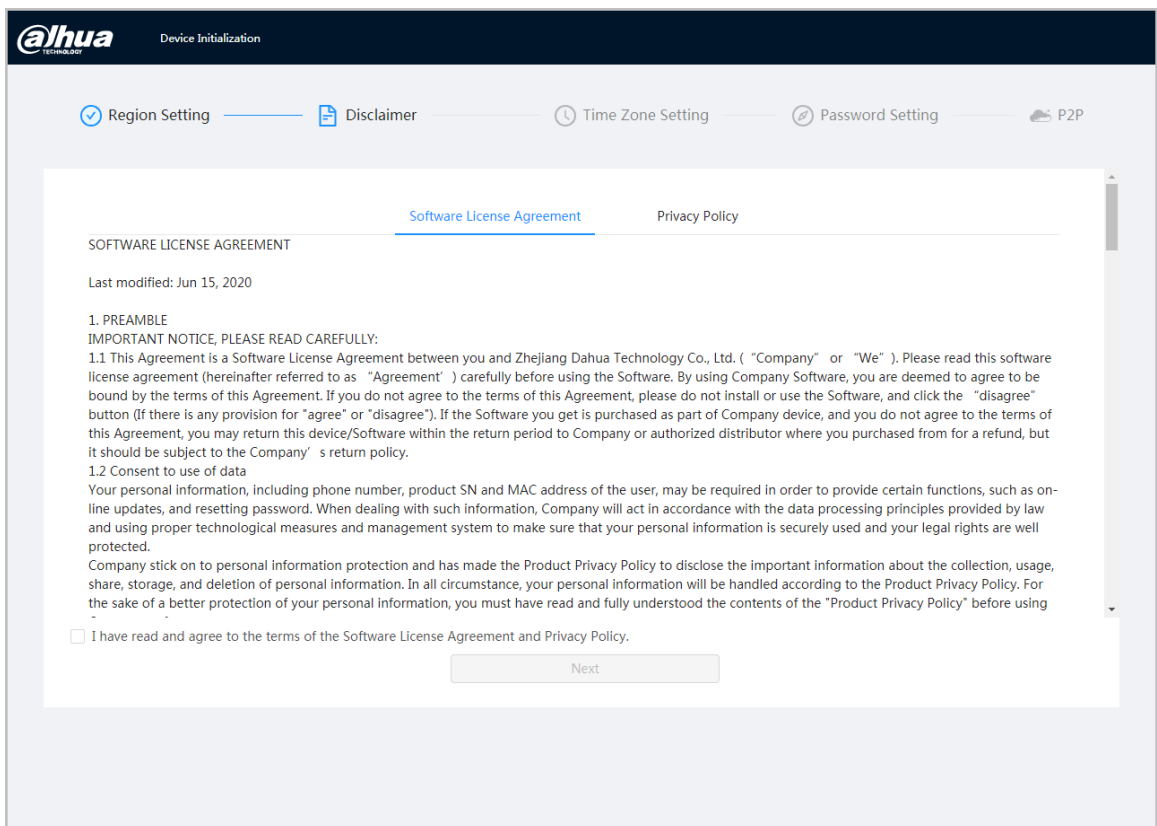 alhua
TECHNOLOGY
Device Initialization
Region Setting
Disclaimer
Time Zone Setting
Password Setting
P2P
Software License Agreement
Privacy Policy
SOFTWARE LICENSE AGREEMENT
Last modified: Jun 15, 2020
1. PREAMBLE
IMPORTANT NOTICE, PLEASE READ CAREFULLY:
1.1 This Agreement is a Software License Agreement between you and Zhejiang Dahua Technology Co., Ltd. ( “Company” or “We” ). Please read this software
license agreement (hereinafter referred to as “Agreement’ ) carefully before using the Software. By using Company Software, you are deemed to agree to be
bound by the terms of this Agreement. If you do not agree to the terms of this Agreement, please do not install or use the Software, and click the “disagree”
button (If there is any provision for "agree" or "disagree"). If the Software you get is purchased as part of Company device, and you do not agree to the terms of
this Agreement, you may return this device/Software within the return period to Company or authorized distributor where you purchased from for a refund, but
it should be subject to the Company’ s return policy.
1.2 Consent to use of data
Your personal information, including phone number, product SN and MAC address of the user, may be required in order to provide certain functions, such as on-
line updates, and resetting password. When dealing with such information, Company will act in accordance with the data processing principles provided by law
and using proper technological measures and management system to make sure that your personal information is securely used and your legal rights are well
protected.
Company stick on to personal information protection and has made the Product Privacy Policy to disclose the important information about the collection, usage,
share, storage, and deletion of personal information. In all circumstance, your personal information will be handled according to the Product Privacy Policy. For
the sake of a better protection of your personal information, you must have read and fully understood the contents of the "Product Privacy Policy" before using
I have read and agree to the terms of the Software License Agreement and Privacy Policy.
Next